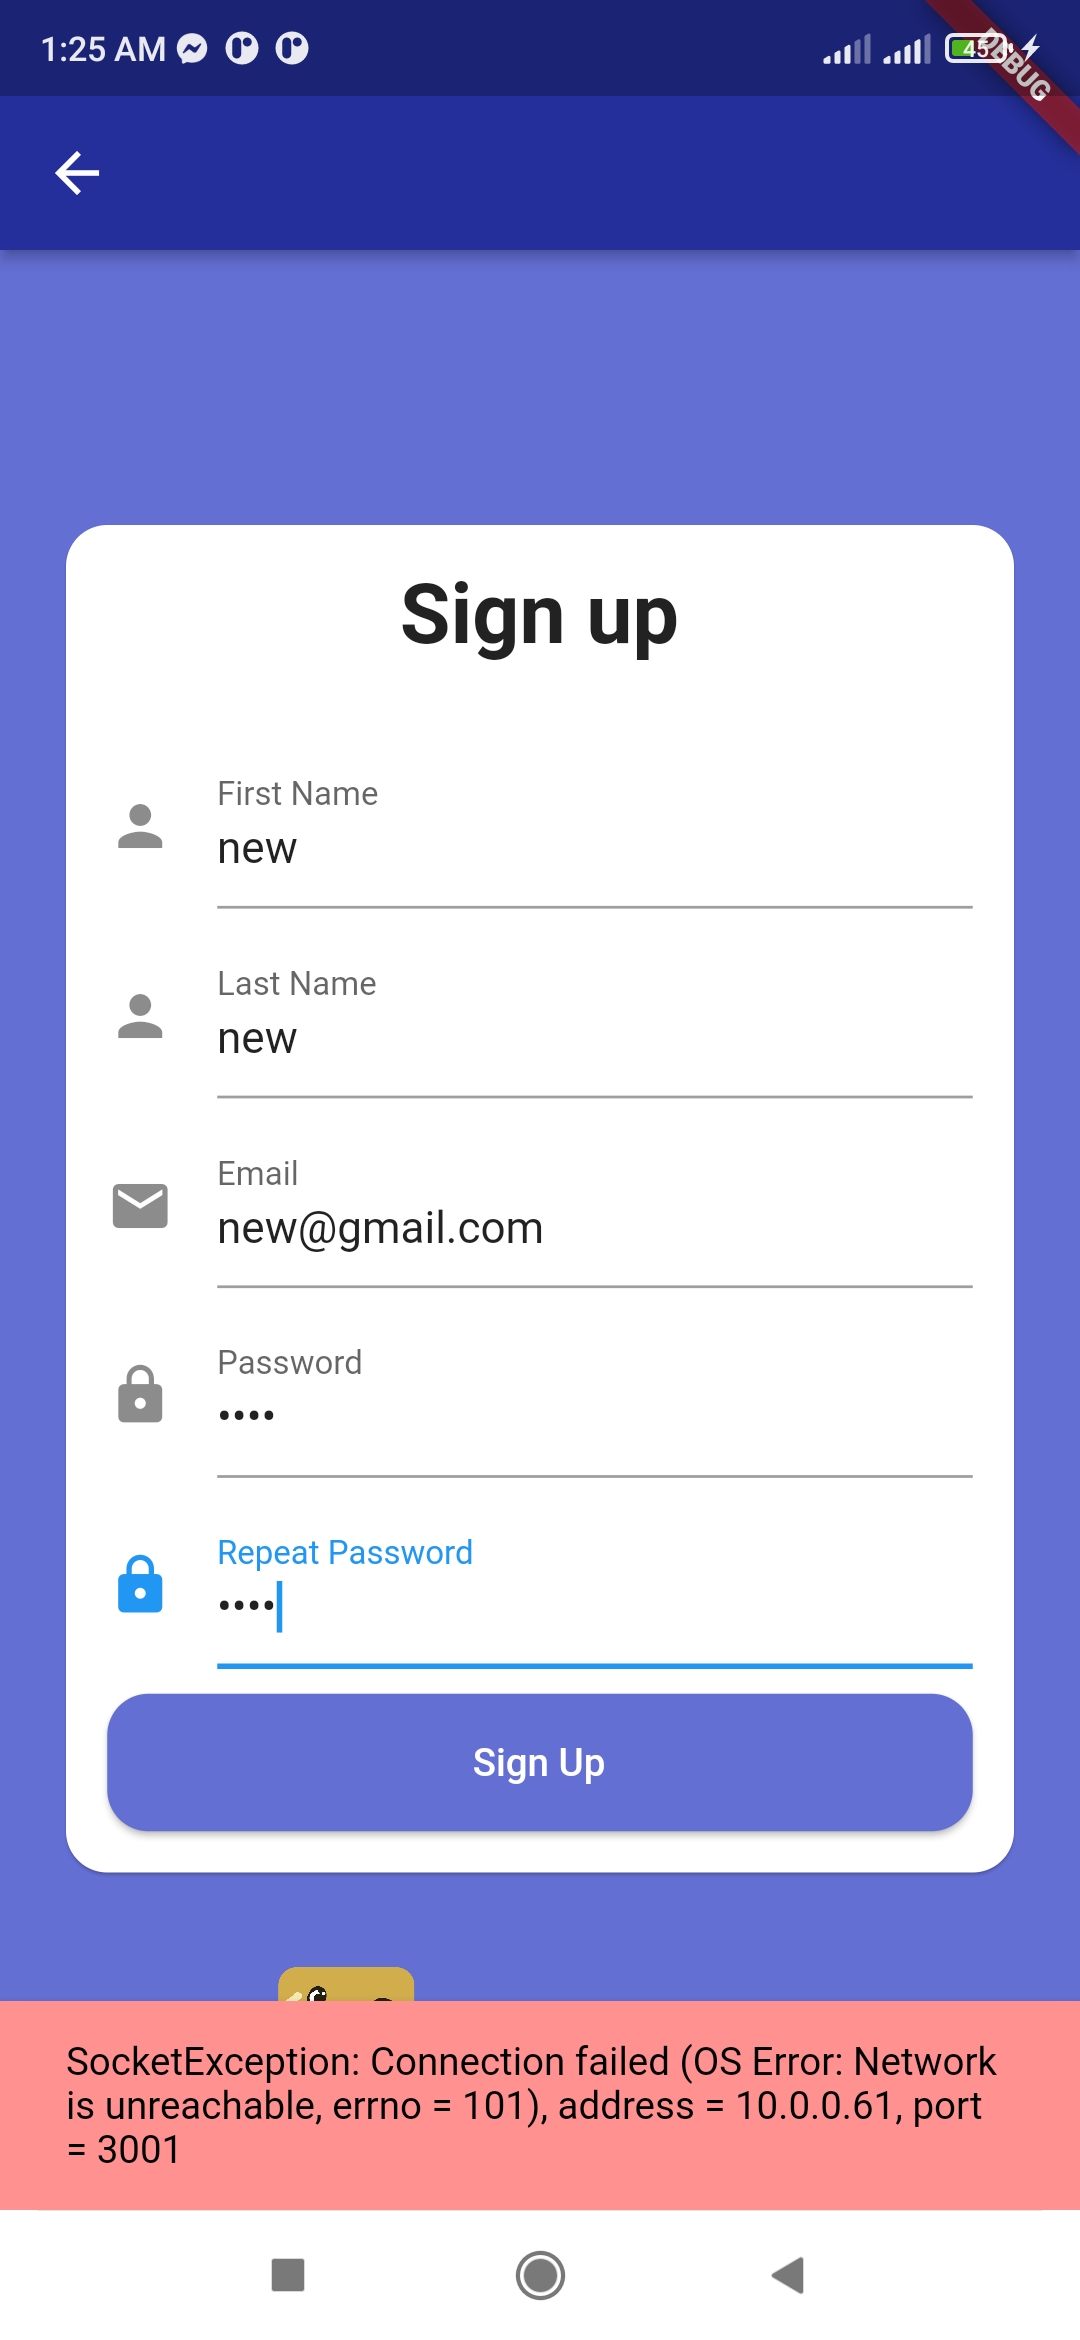 1:25 AM
45
DEBUG
Sign up
First Name
new
Last Name
new
Email
new@gmail.com
Password
••••
Repeat Password
••••
Sign Up
SocketException: Connection failed (OS Error: Network
is unreachable, errno = 101), address = 10.0.0.61, port
= 3001